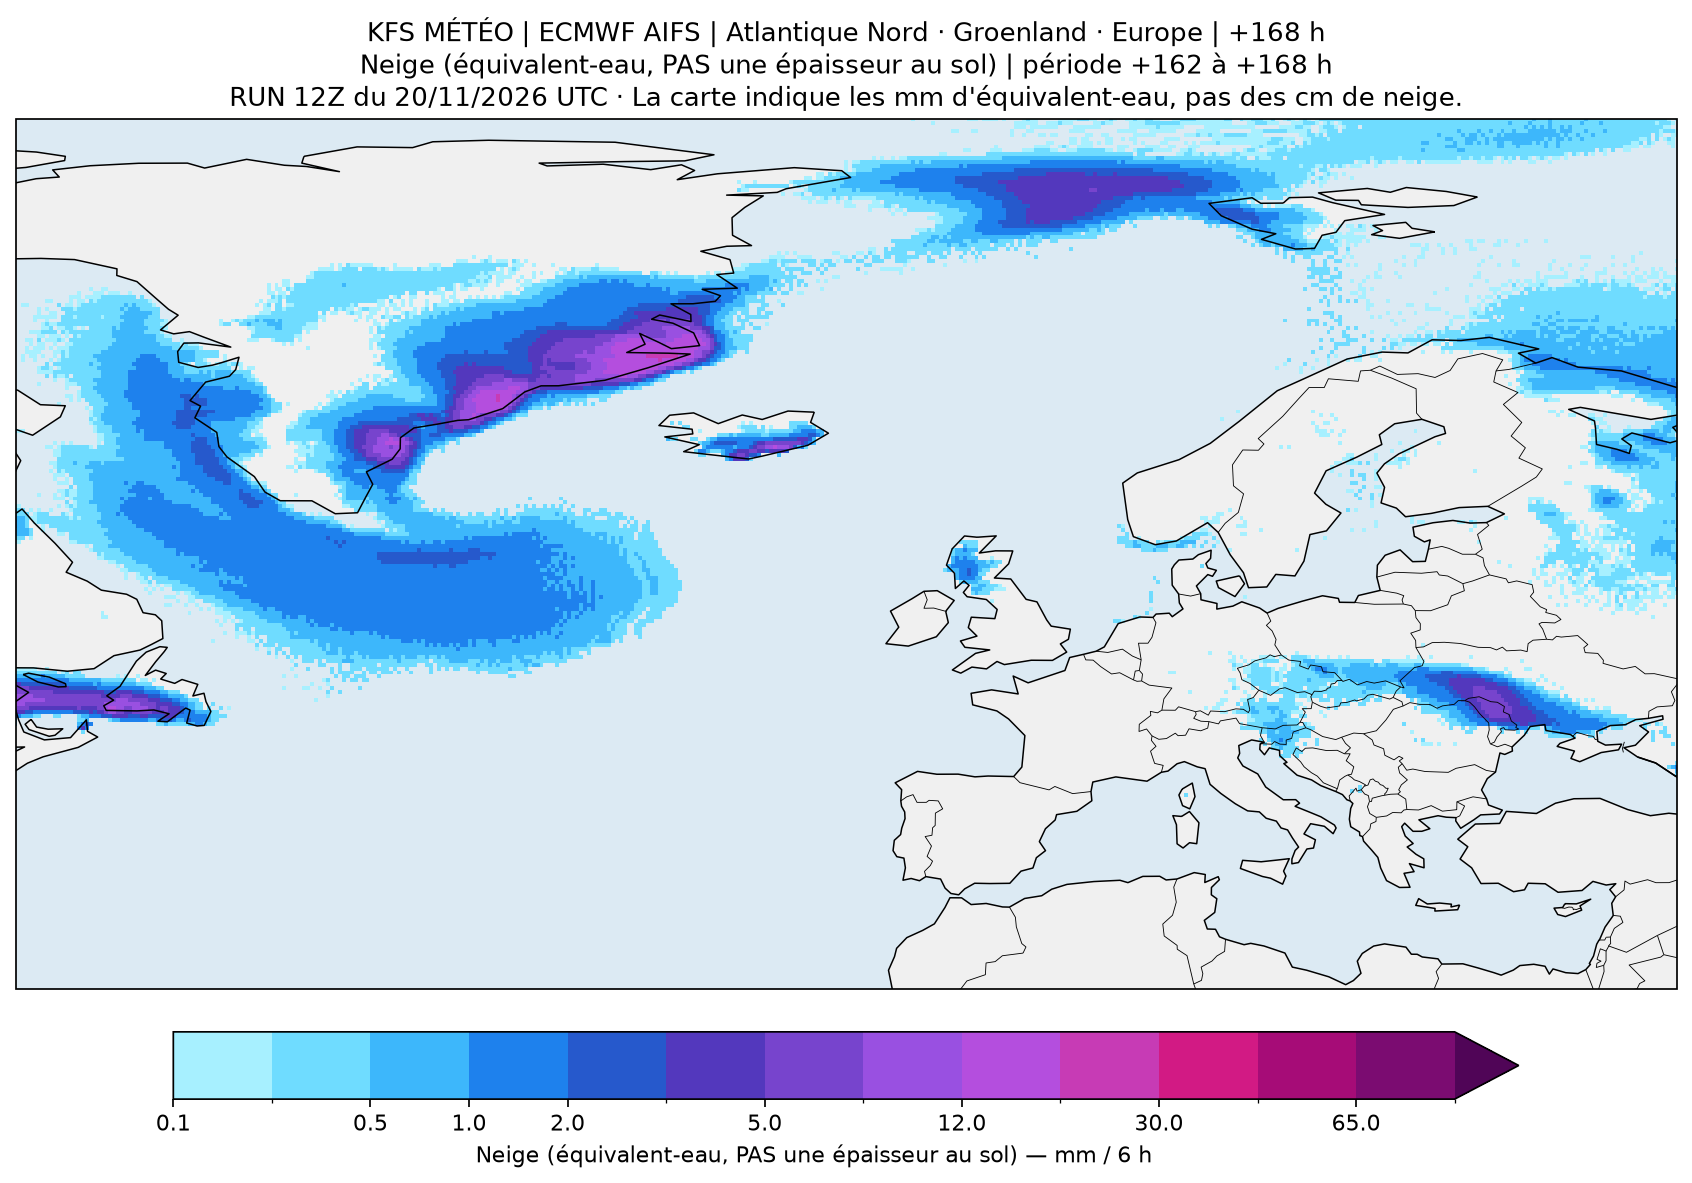 KFS MÉTÉO | ECMWF AIFS | Atlantique Nord · Groenland · Europe | +168 h
Neige (équivalent-eau, PAS une épaisseur au sol) | période +162 à +168 h
RUN 12Z du 20/11/2026 UTC · La carte indique les mm d'équivalent-eau, pas des cm de neige.
0.1 0.5 1.0 2.0 5.0 12.0 30.0 65.0
Neige (équivalent-eau, PAS une épaisseur au sol) — mm / 6 h